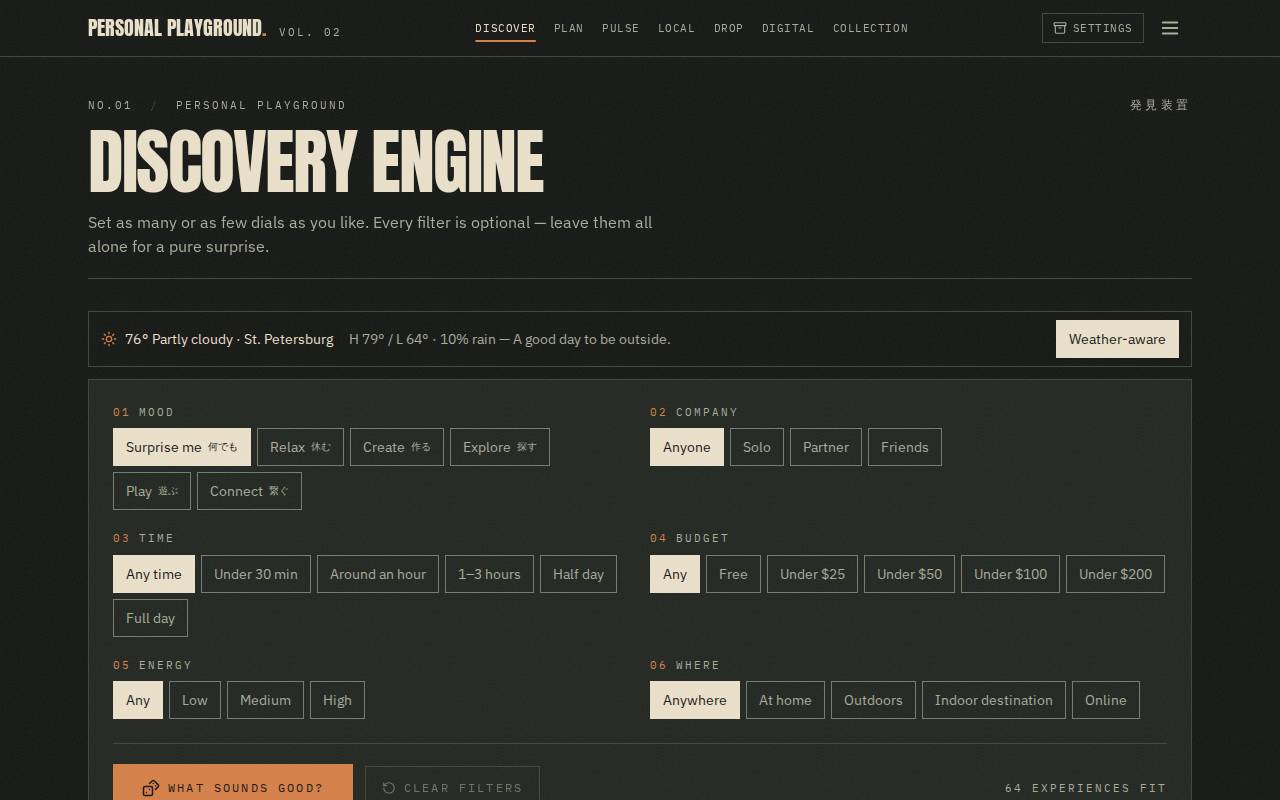 PERSONAL PLAYGROUND. VOL. 02
DISCOVER PLAN PULSE LOCAL DROP DIGITAL COLLECTION
SETTINGS
NO.01 / PERSONAL PLAYGROUND
発見装置
DISCOVERY ENGINE
Set as many or as few dials as you like. Every filter is optional — leave them all
alone for a pure surprise.
76° Partly cloudy · St. Petersburg H 79° / L 64° · 10% rain — A good day to be outside.
Weather-aware
01 MOOD
Surprise me 何でも Relax 休む Create 作る Explore 探す
Play 遊ぶ Connect 繋ぐ
02 COMPANY
Anyone Solo Partner Friends
03 TIME
Any time Under 30 min Around an hour 1–3 hours Half day
Full day
04 BUDGET
Any Free Under $25 Under $50 Under $100 Under $200
05 ENERGY
Any Low Medium High
06 WHERE
Anywhere At home Outdoors Indoor destination Online
WHAT SOUNDS GOOD? CLEAR FILTERS
64 EXPERIENCES FIT